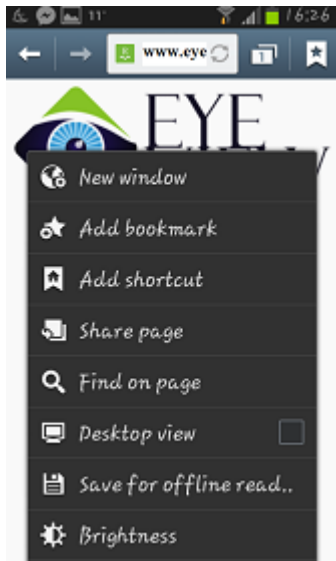 11° 16:26
www.eye 1
EYE
New window
Add bookmark
Add shortcut
Share page
Find on page
Desktop view
Save for offline read..
Brightness